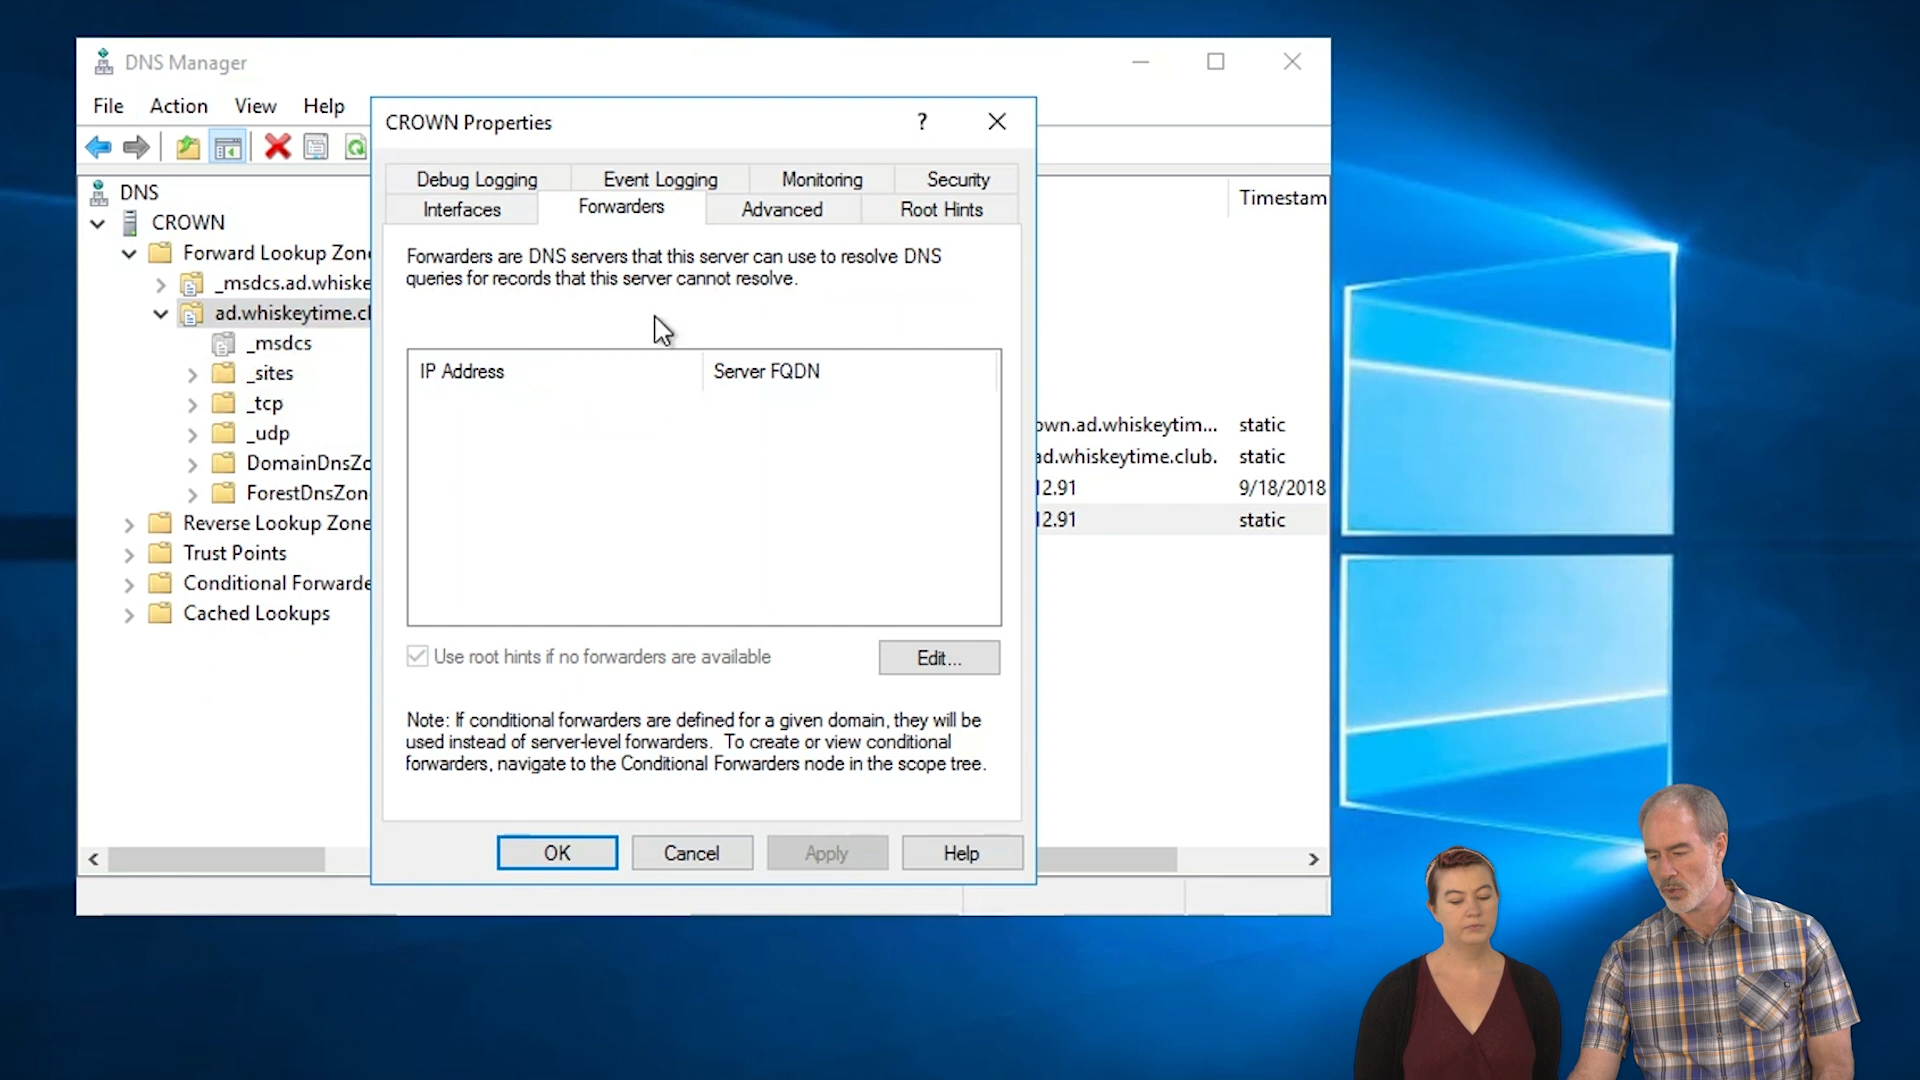 DNS Manager
File Action View Help
CROWN Properties
?
Debug Logging Event Logging Monitoring Security
Interfaces Forwarders Advanced Root Hints
Forwarders are DNS servers that this server can use to resolve DNS
queries for records that this server cannot resolve.
IP Address Server FQDN
Use root hints if no forwarders are available
Edit...
Note: If conditional forwarders are defined for a given domain, they will be
used instead of server-level forwarders. To create or view conditional
forwarders, navigate to the Conditional Forwarders node in the scope tree.
OK Cancel Apply Help
DNS
CROWN
Forward Lookup Zone
_msdcs.ad.whiske
ad.whiskeytime.cl
_msdcs
_sites
_tcp
_udp
DomainDnsZo
ForestDnsZon
Reverse Lookup Zone
Trust Points
Conditional Forwarde
Cached Lookups
Timestam
own.ad.whiskeytim... static
ad.whiskeytime.club. static
12.91 9/18/2018
12.91 static